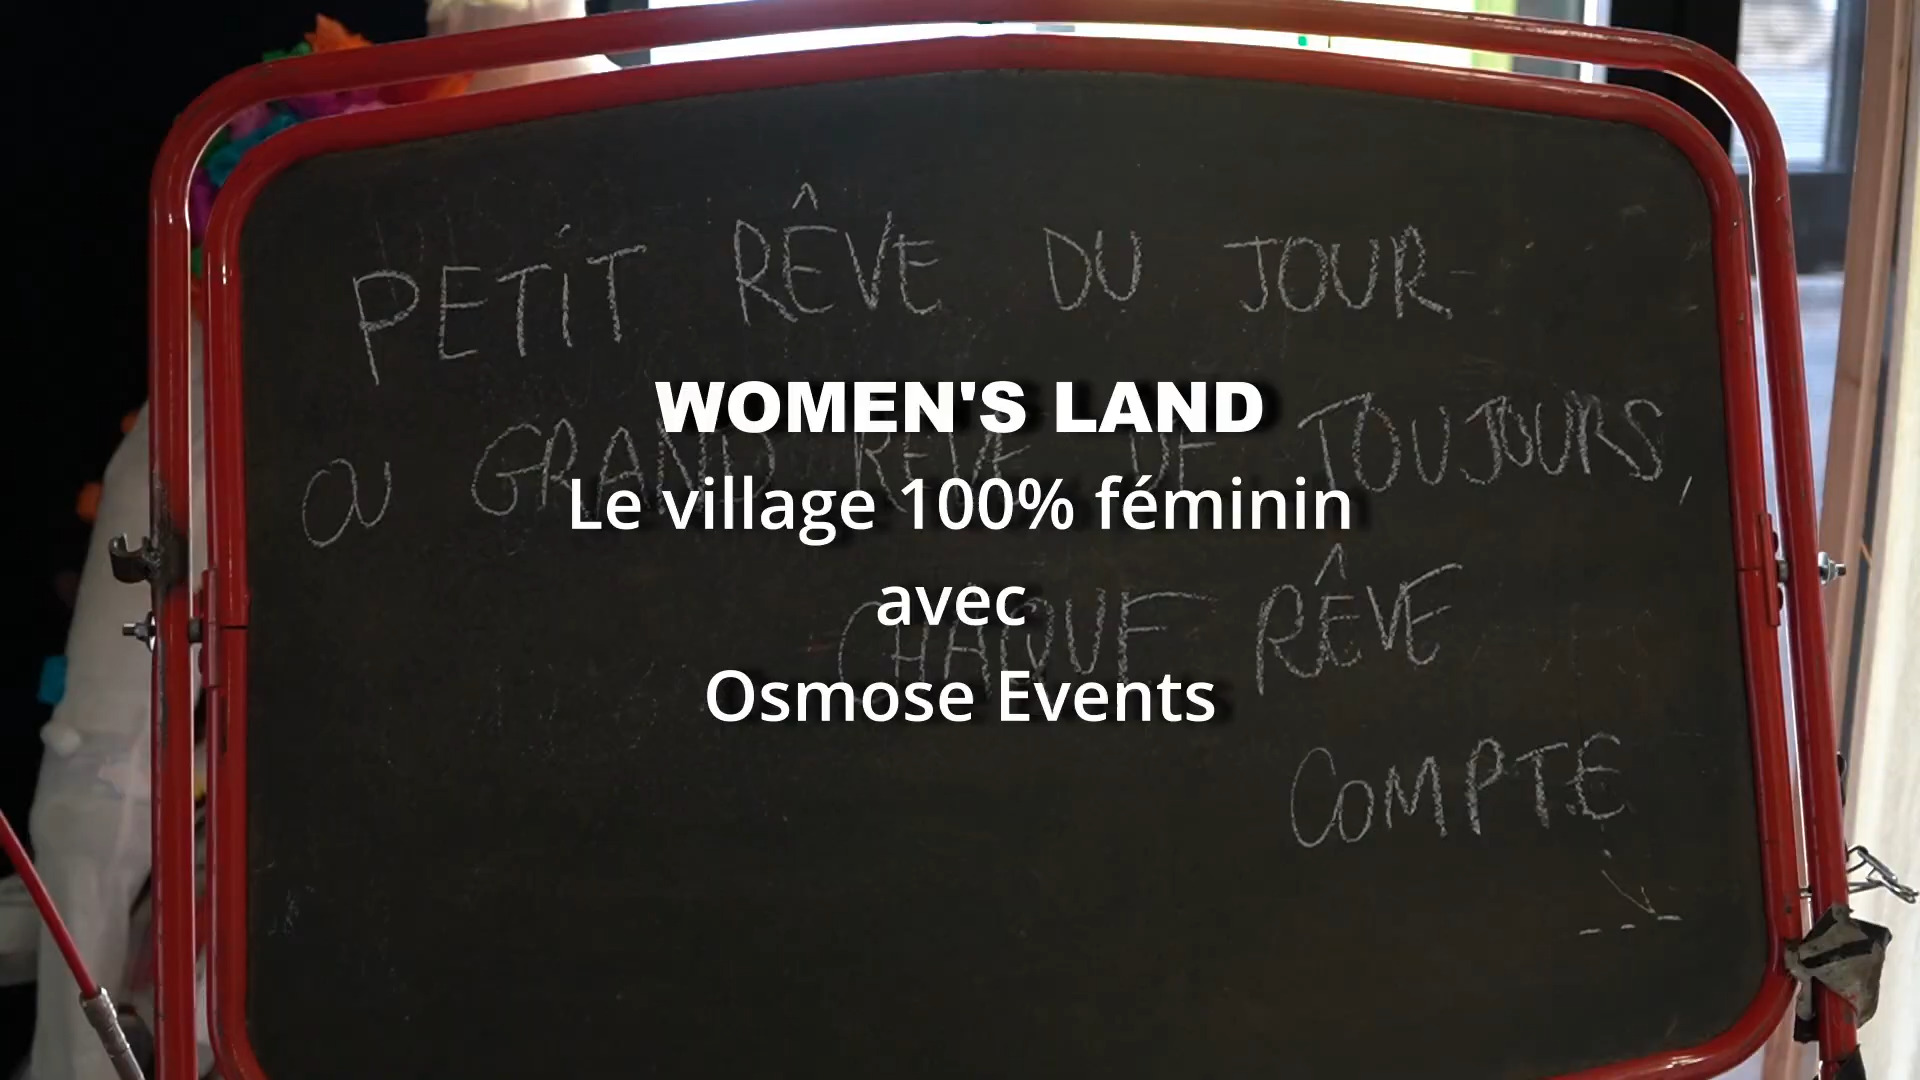 PETIT RÊVE DU JOUR
WOMEN'S LAND
OU GRAND RÊVE DE TOUJOURS,
Le village 100% féminin
avec
CHAQUE RÊVE
Osmose Events
COMPTE